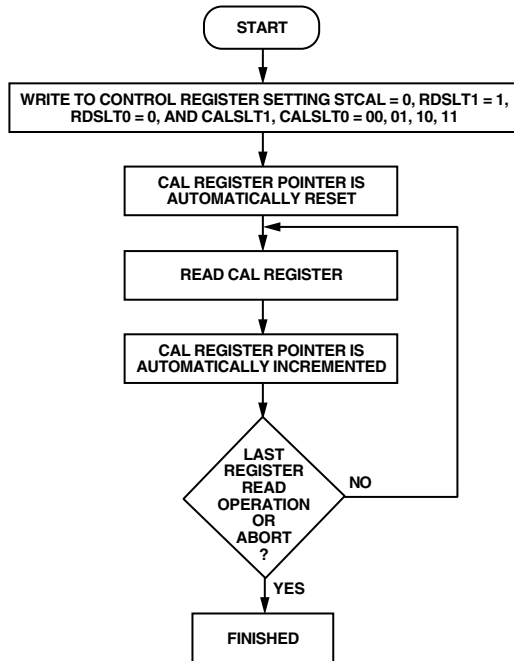 START
WRITE TO CONTROL REGISTER SETTING STCAL = 0, RDSLT1 = 1,
RDSLT0 = 0, AND CALSLT1, CALSLT0 = 00, 01, 10, 11
CAL REGISTER POINTER IS
AUTOMATICALLY RESET
READ CAL REGISTER
CAL REGISTER POINTER IS
AUTOMATICALLY INCREMENTED
LAST
REGISTER
READ
OPERATION
OR
ABORT
?
NO
YES
FINISHED